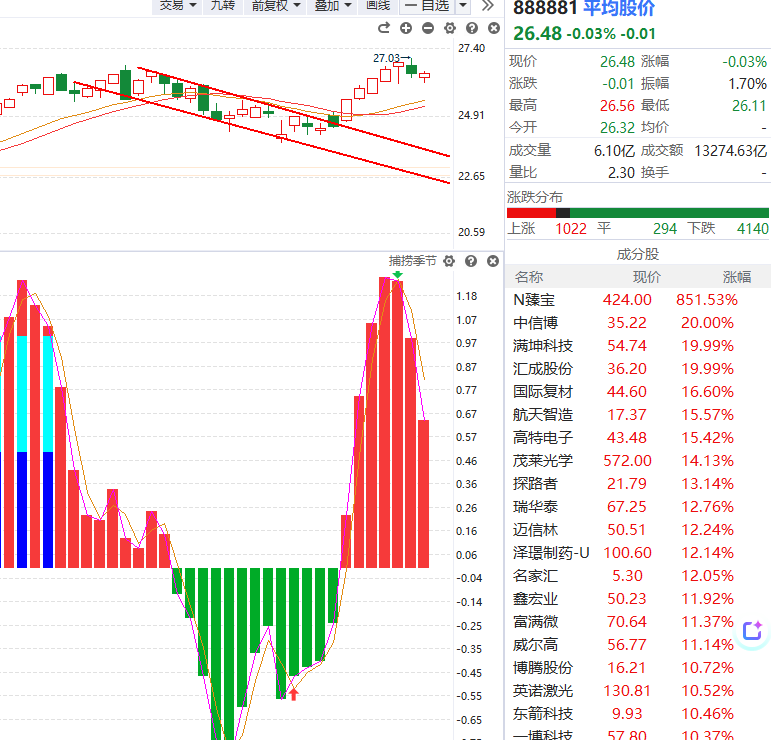 交易 九转 前复权 叠加 画线 自选
27.40
27.03
24.91
22.65
20.59
捕捞季节
1.18
1.07
0.97
0.87
0.77
0.67
0.57
0.46
0.36
0.26
0.16
0.06
-0.04
-0.14
-0.25
-0.35
-0.45
-0.55
-0.65
888881 平均股价
26.48 -0.03% -0.01
现价 26.48 涨幅 -0.03%
涨跌 -0.01 振幅 1.70%
最高 26.56 最低 26.11
今开 26.32 均价 -
成交量 6.10亿 成交额 13274.63亿
量比 2.30 换手 -
涨跌分布
上涨 1022 平 294 下跌 4140
成分股
名称 现价 涨幅
N臻宝 424.00 851.53%
中信博 35.22 20.00%
满坤科技 54.74 19.99%
汇成股份 36.20 19.99%
国际复材 44.60 16.60%
航天智造 17.37 15.57%
高特电子 43.48 15.42%
茂莱光学 572.00 14.13%
探路者 21.79 13.14%
瑞华泰 67.25 12.76%
迈信林 50.51 12.24%
泽璟制药-U 100.60 12.14%
名家汇 5.30 12.05%
鑫宏业 50.23 11.92%
富满微 70.64 11.37%
威尔高 56.77 11.14%
博腾股份 16.21 10.72%
英诺激光 130.81 10.52%
东箭科技 9.93 10.46%
一博科技 57.80 10.37%